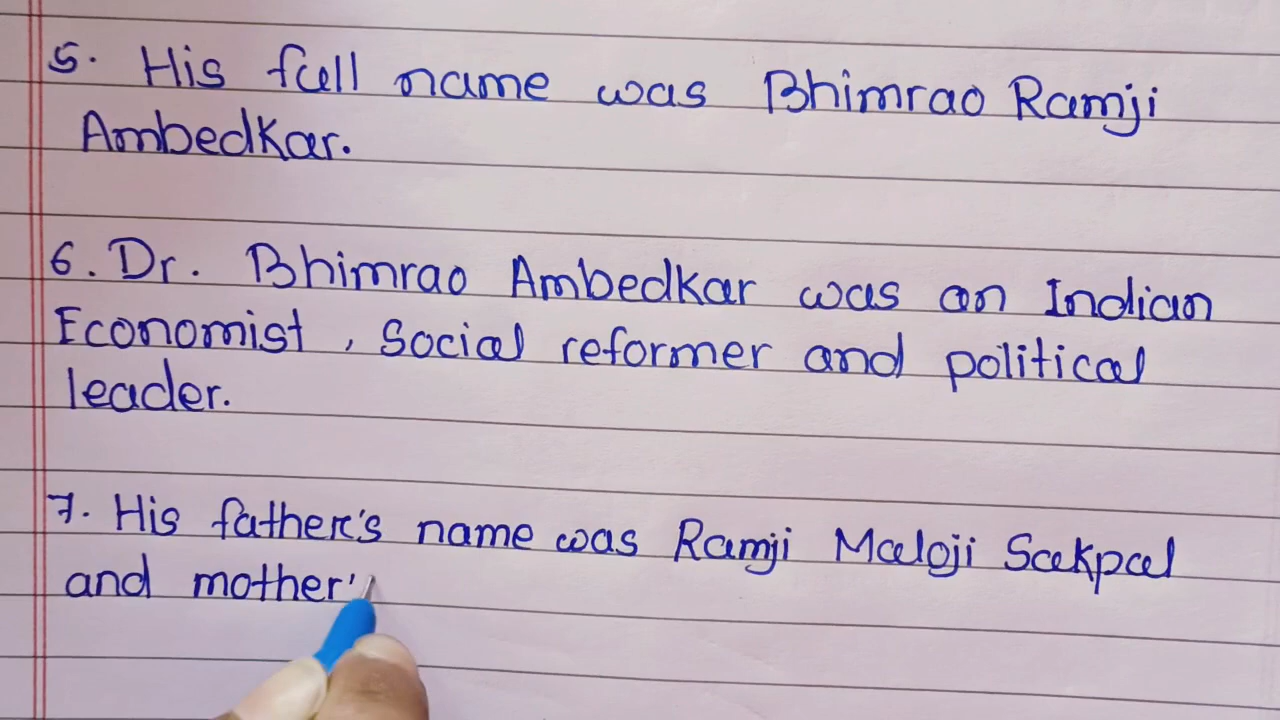 5. His full name was Bhimrao Ramji
Ambedkar.
6. Dr. Bhimrao Ambedkar was an Indian
Economist, Social reformer and political
leader.
7. His father's name was Ramji Maloji Sakpal
and mother'